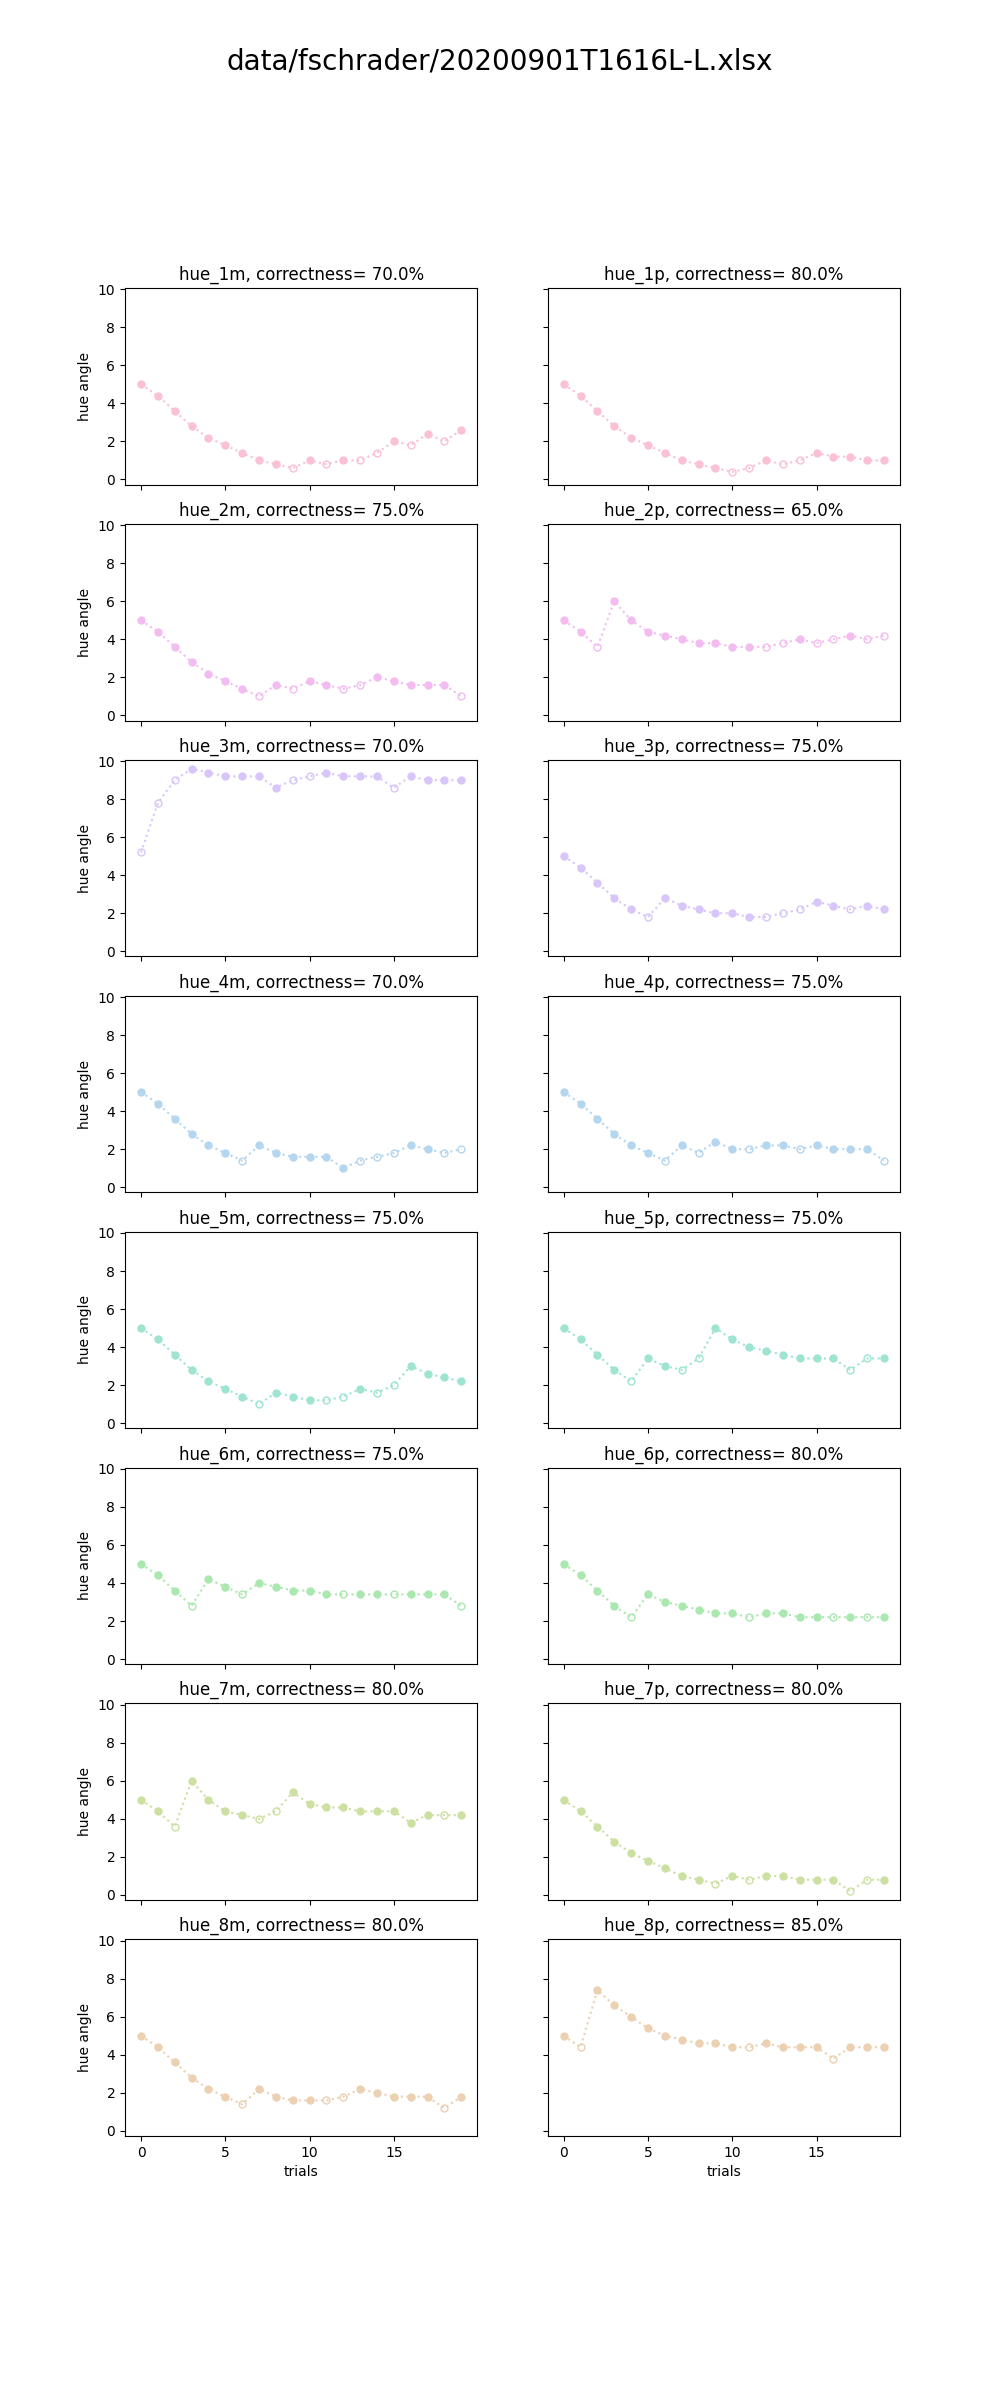 data/fschrader/20200901T1616L-L.xlsx
hue_1m, correctness= 70.0%
hue_1p, correctness= 80.0%
10
8
6
4
2
0
hue angle
hue_2m, correctness= 75.0%
hue_2p, correctness= 65.0%
10
8
6
4
2
0
hue angle
hue_3m, correctness= 70.0%
hue_3p, correctness= 75.0%
10
8
6
4
2
0
hue angle
hue_4m, correctness= 70.0%
hue_4p, correctness= 75.0%
10
8
6
4
2
0
hue angle
hue_5m, correctness= 75.0%
hue_5p, correctness= 75.0%
10
8
6
4
2
0
hue angle
hue_6m, correctness= 75.0%
hue_6p, correctness= 80.0%
10
8
6
4
2
0
hue angle
hue_7m, correctness= 80.0%
hue_7p, correctness= 80.0%
10
8
6
4
2
0
hue angle
hue_8m, correctness= 80.0%
hue_8p, correctness= 85.0%
10
8
6
4
2
0
hue angle
0 5 10 15
trials
0 5 10 15
trials